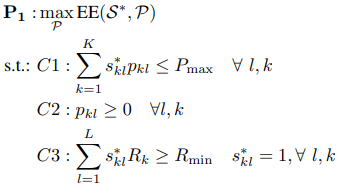 P₁ : max_𝒫 EE(𝒮*, 𝒫)
s.t.: C1 : ∑_{k=1}^{K} s*_{kl} p_{kl} ≤ P_max ∀ l, k
C2 : p_{kl} ≥ 0 ∀l, k
C3 : ∑_{l=1}^{L} s*_{kl} R_k ≥ R_min s*_{kl} = 1, ∀ l, k